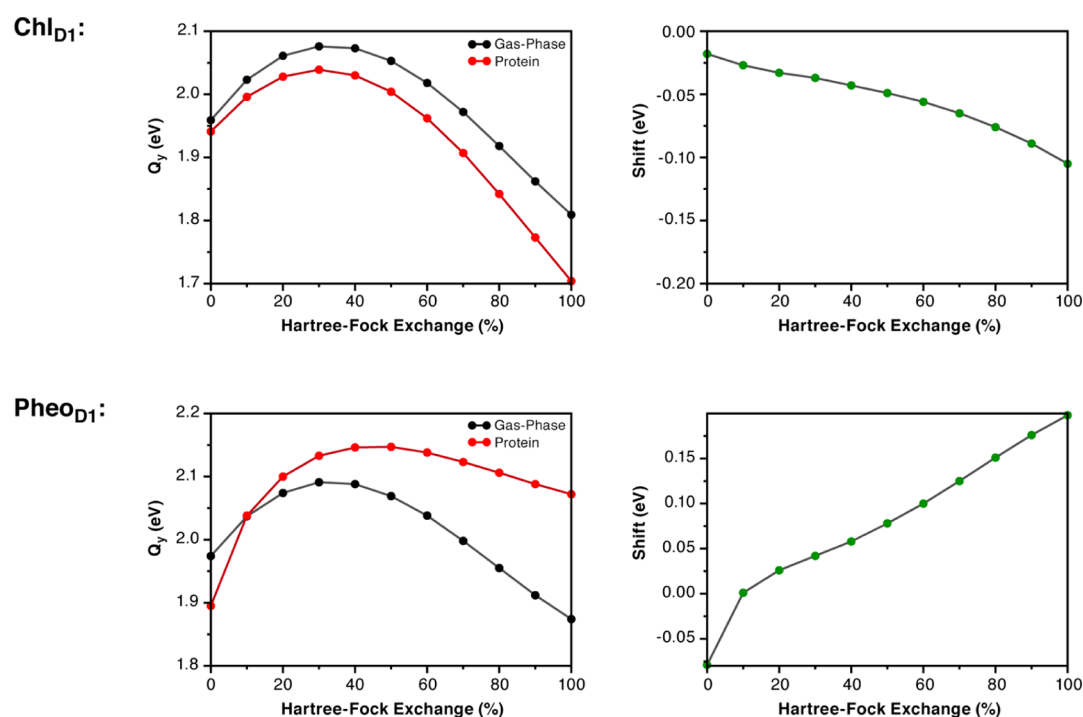 Chl_D1:
2.1
2.0
1.9
1.8
1.7
Q_y (eV)
Gas-Phase
Protein
0 20 40 60 80 100
Hartree-Fock Exchange (%)
0.00
-0.05
-0.10
-0.15
-0.20
Shift (eV)
0 20 40 60 80 100
Hartree-Fock Exchange (%)
Pheo_D1:
2.2
2.1
2.0
1.9
1.8
Q_y (eV)
Gas-Phase
Protein
0 20 40 60 80 100
Hartree-Fock Exchange (%)
0.15
0.10
0.05
0.00
-0.05
Shift (eV)
0 20 40 60 80 100
Hartree-Fock Exchange (%)